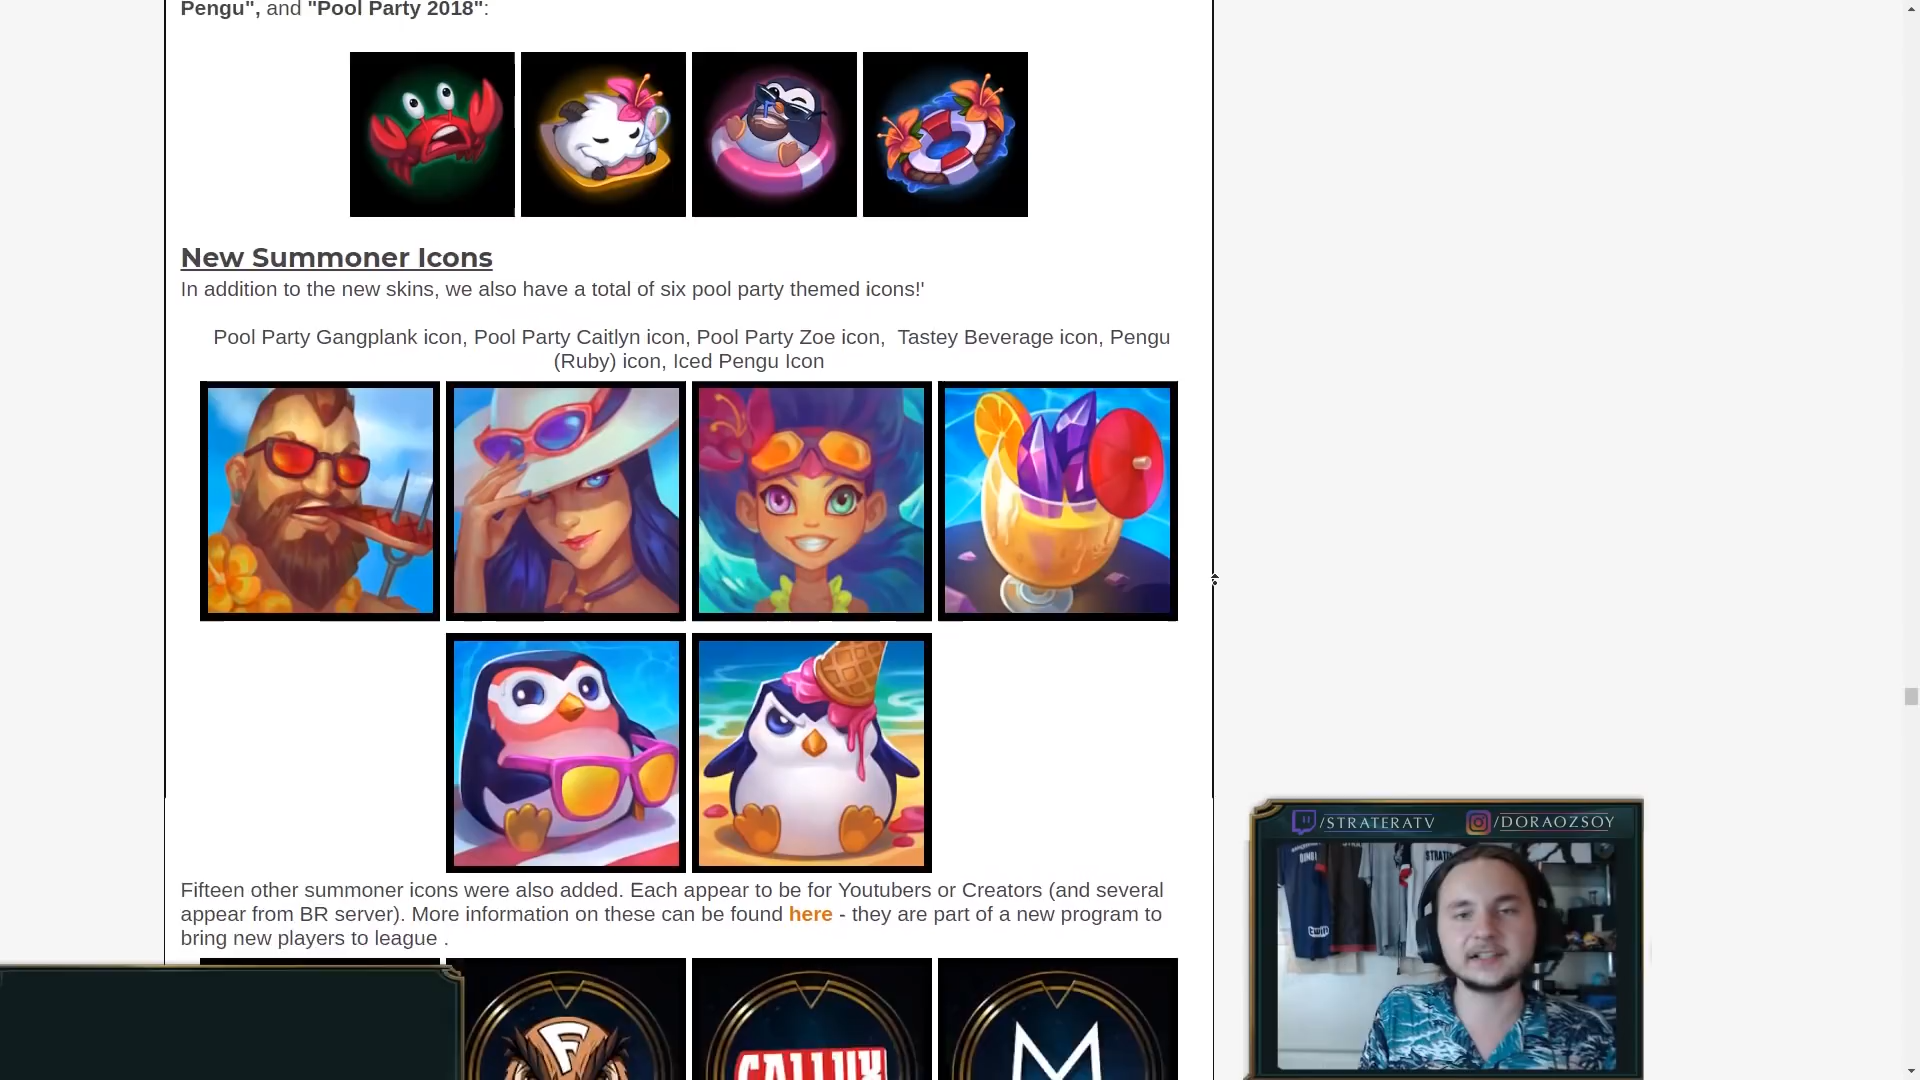 Pengu", and "Pool Party 2018":
New Summoner Icons
In addition to the new skins, we also have a total of six pool party themed icons!'
Pool Party Gangplank icon, Pool Party Caitlyn icon, Pool Party Zoe icon,  Tastey Beverage icon, Pengu
(Ruby) icon, Iced Pengu Icon
Fifteen other summoner icons were also added. Each appear to be for Youtubers or Creators (and several
appear from BR server). More information on these can be found here - they are part of a new program to
bring new players to league .
F
CALLUX
M
/STRATERATV
/DORAOZSOY